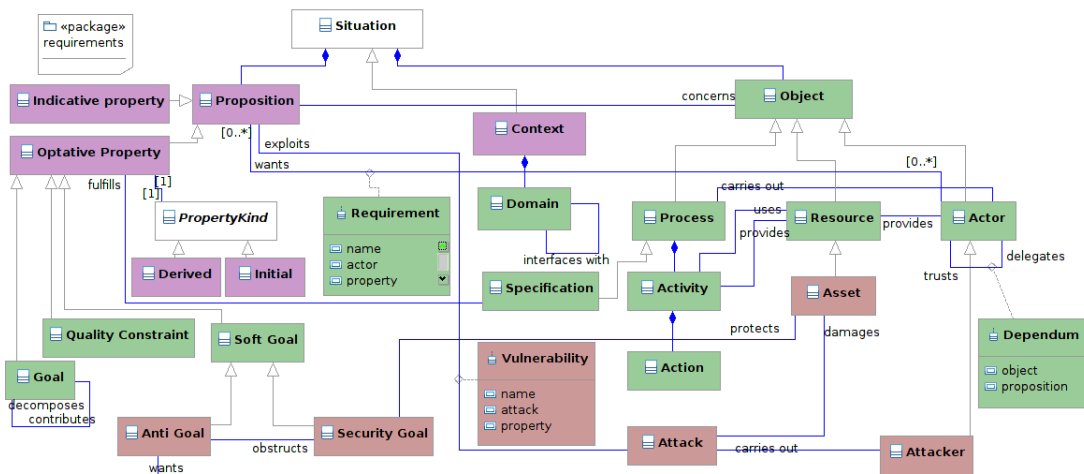 «package»
requirements
Situation
Indicative property
Proposition
concerns
Object
[0..*]
exploits
Context
Optative Property
wants
[0..*]
fulfills
[1]
[1]
carries out
PropertyKind
Requirement
name
actor
property
Domain
interfaces with
Process
uses
provides
Resource
provides
Actor
trusts
delegates
Derived
Initial
Specification
Activity
Asset
protects
damages
Quality Constraint
Soft Goal
Vulnerability
name
attack
property
Action
Dependum
object
proposition
Goal
decomposes
contributes
Anti Goal
obstructs
Security Goal
wants
Attack
carries out
Attacker